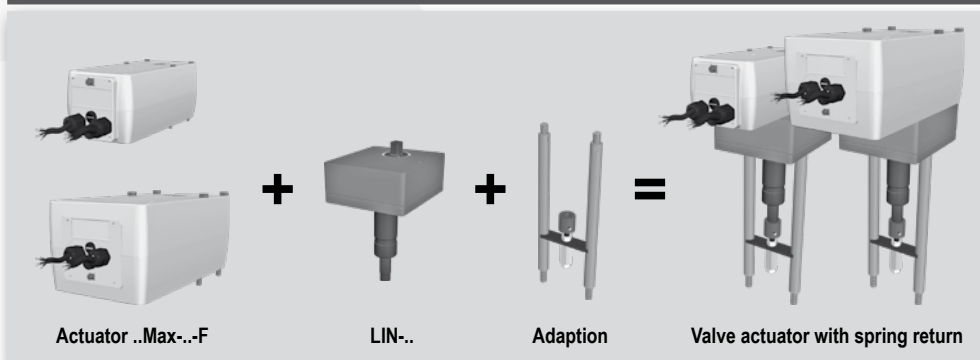 + + =
Actuator ..Max-..-F LIN-.. Adaption Valve actuator with spring return